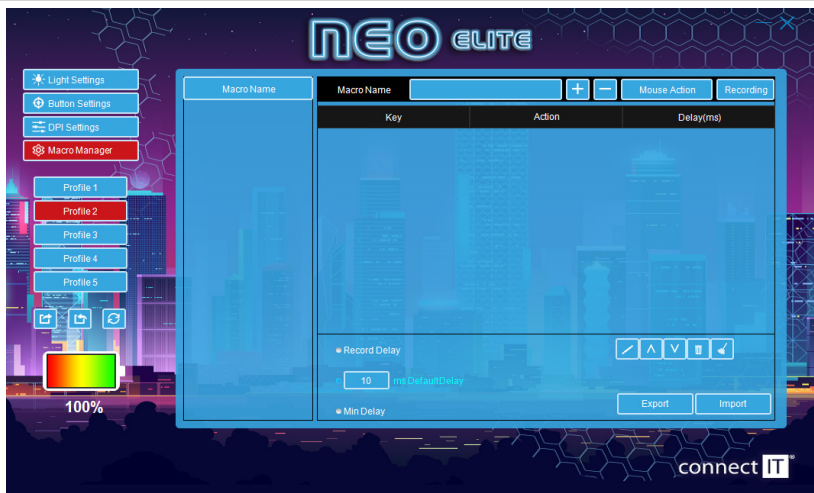 NEO ELITE
Light Settings
Button Settings
DPI Settings
Macro Manager
Profile 1
Profile 2
Profile 3
Profile 4
Profile 5
100%
Macro Name
Macro Name Mouse Action Recording
Key Action Delay(ms)
Record Delay
10 ms DefaultDelay
Min Delay
Export Import
connect IT®